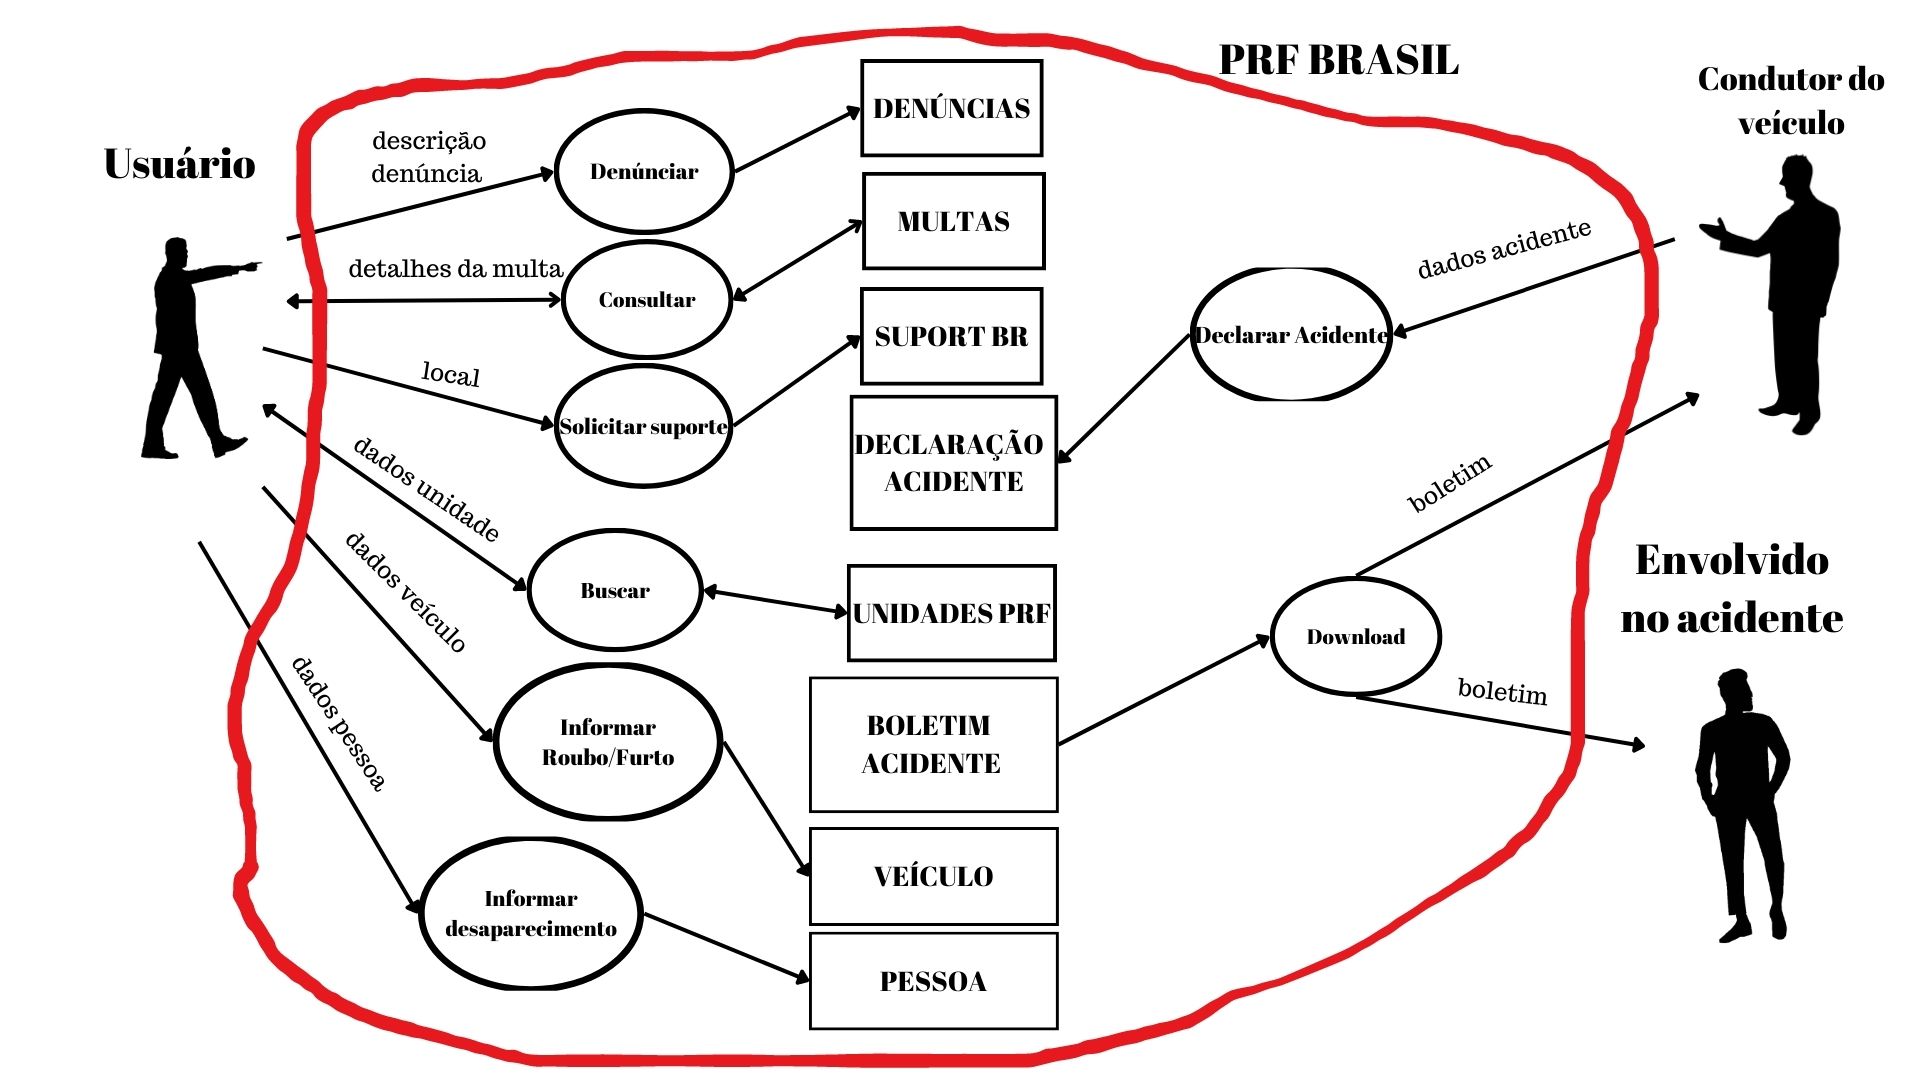 PRF BRASIL
Condutor do
veículo
Usuário
descrição
denúncia
Denúnciar
DENÚNCIAS
detalhes da multa
Consultar
MULTAS
local
Solicitar suporte
SUPORT BR
dados acidente
Declarar Acidente
DECLARAÇÃO
ACIDENTE
dados unidade
Buscar
UNIDADES PRF
boletim
Envolvido
no acidente
Download
boletim
dados veículo
Informar
Roubo/Furto
BOLETIM
ACIDENTE
VEÍCULO
dados pessoa
Informar
desaparecimento
PESSOA